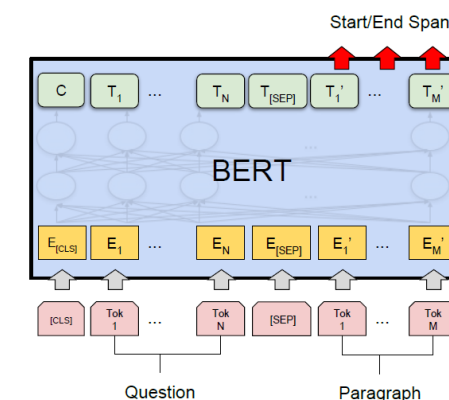 Start/End Span
C T1 ... TN T[SEP] T1' ... TM'
BERT
E[CLS] E1 ... EN E[SEP] E1' ... EM'
[CLS] Tok 1 ... Tok N [SEP] Tok 1 ... Tok M
Question Paragraph